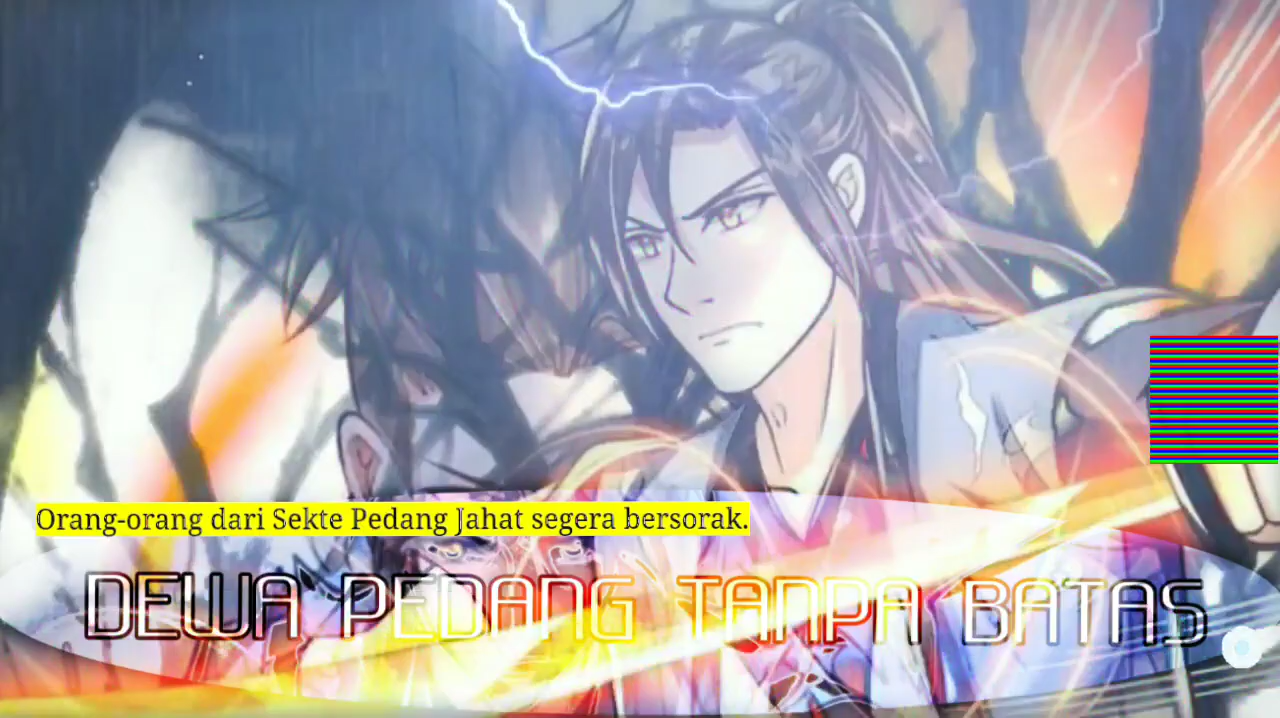 Orang-orang dari Sekte Pedang Jahat segera bersorak.
DEWA PEDANG TANPA BATAS